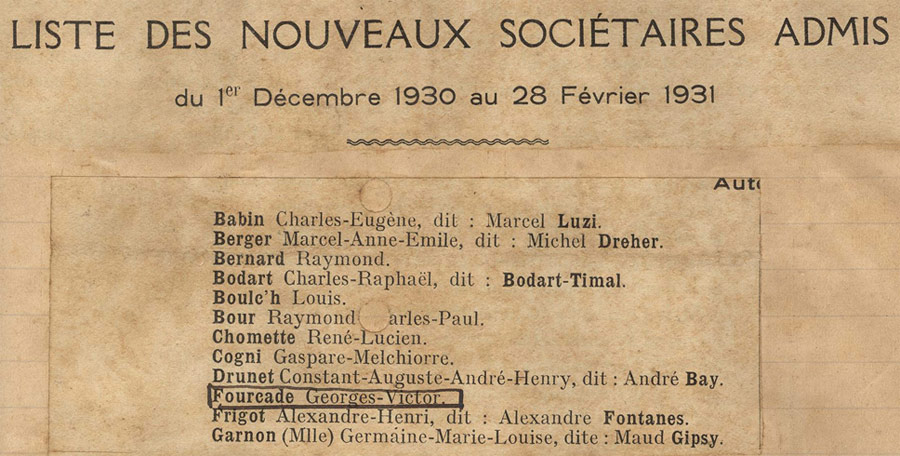 LISTE DES NOUVEAUX SOCIÉTAIRES ADMIS
du 1er Décembre 1930 au 28 Février 1931
Babin Charles-Eugène, dit : Marcel Luzi.
Berger Marcel-Anne-Emile, dit : Michel Dreher.
Bernard Raymond.
Bodart Charles-Raphaël, dit : Bodart-Timal.
Boulc'h Louis.
Bour Raymond arles-Paul.
Chomette René-Lucien.
Cogni Gaspare-Melchiorre.
Drunet Constant-Auguste-André-Henry, dit : André Bay.
Fourcade Georges-Victor.
Frigot Alexandre-Henri, dit : Alexandre Fontanes.
Garnon (Mlle) Germaine-Marie-Louise, dite : Maud Gipsy.